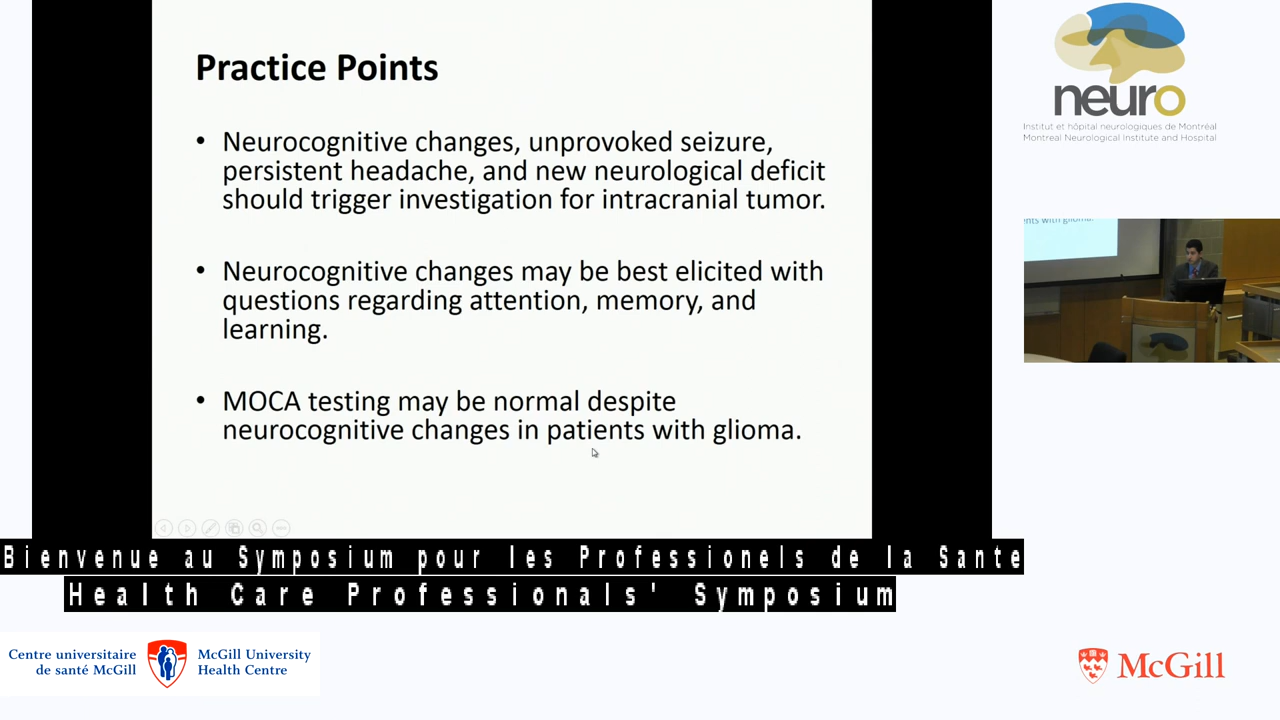 Practice Points
• Neurocognitive changes, unprovoked seizure,
persistent headache, and new neurological deficit
should trigger investigation for intracranial tumor.
• Neurocognitive changes may be best elicited with
questions regarding attention, memory, and
learning.
• MOCA testing may be normal despite
neurocognitive changes in patients with glioma.
neuro
Institut et hôpital neurologiques de Montréal
Montreal Neurological Institute and Hospital
ents with glioma.
Bienvenue au Symposium pour les Professionels de la Sante
Health Care Professionals' Symposium
Centre universitaire
de santé McGill
McGill University
Health Centre
McGill